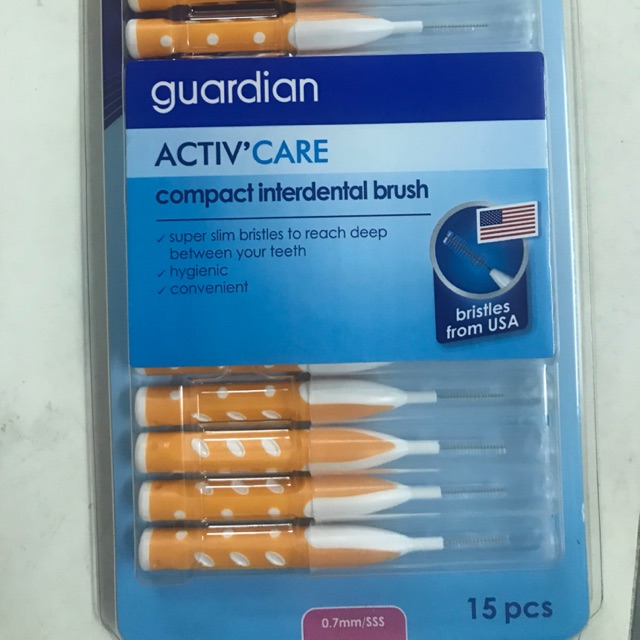 guardian
ACTIV'CARE
compact interdental brush
✓ super slim bristles to reach deep
between your teeth
✓ hygienic
✓ convenient
bristles
from USA
15 pcs
0.7mm/SSS